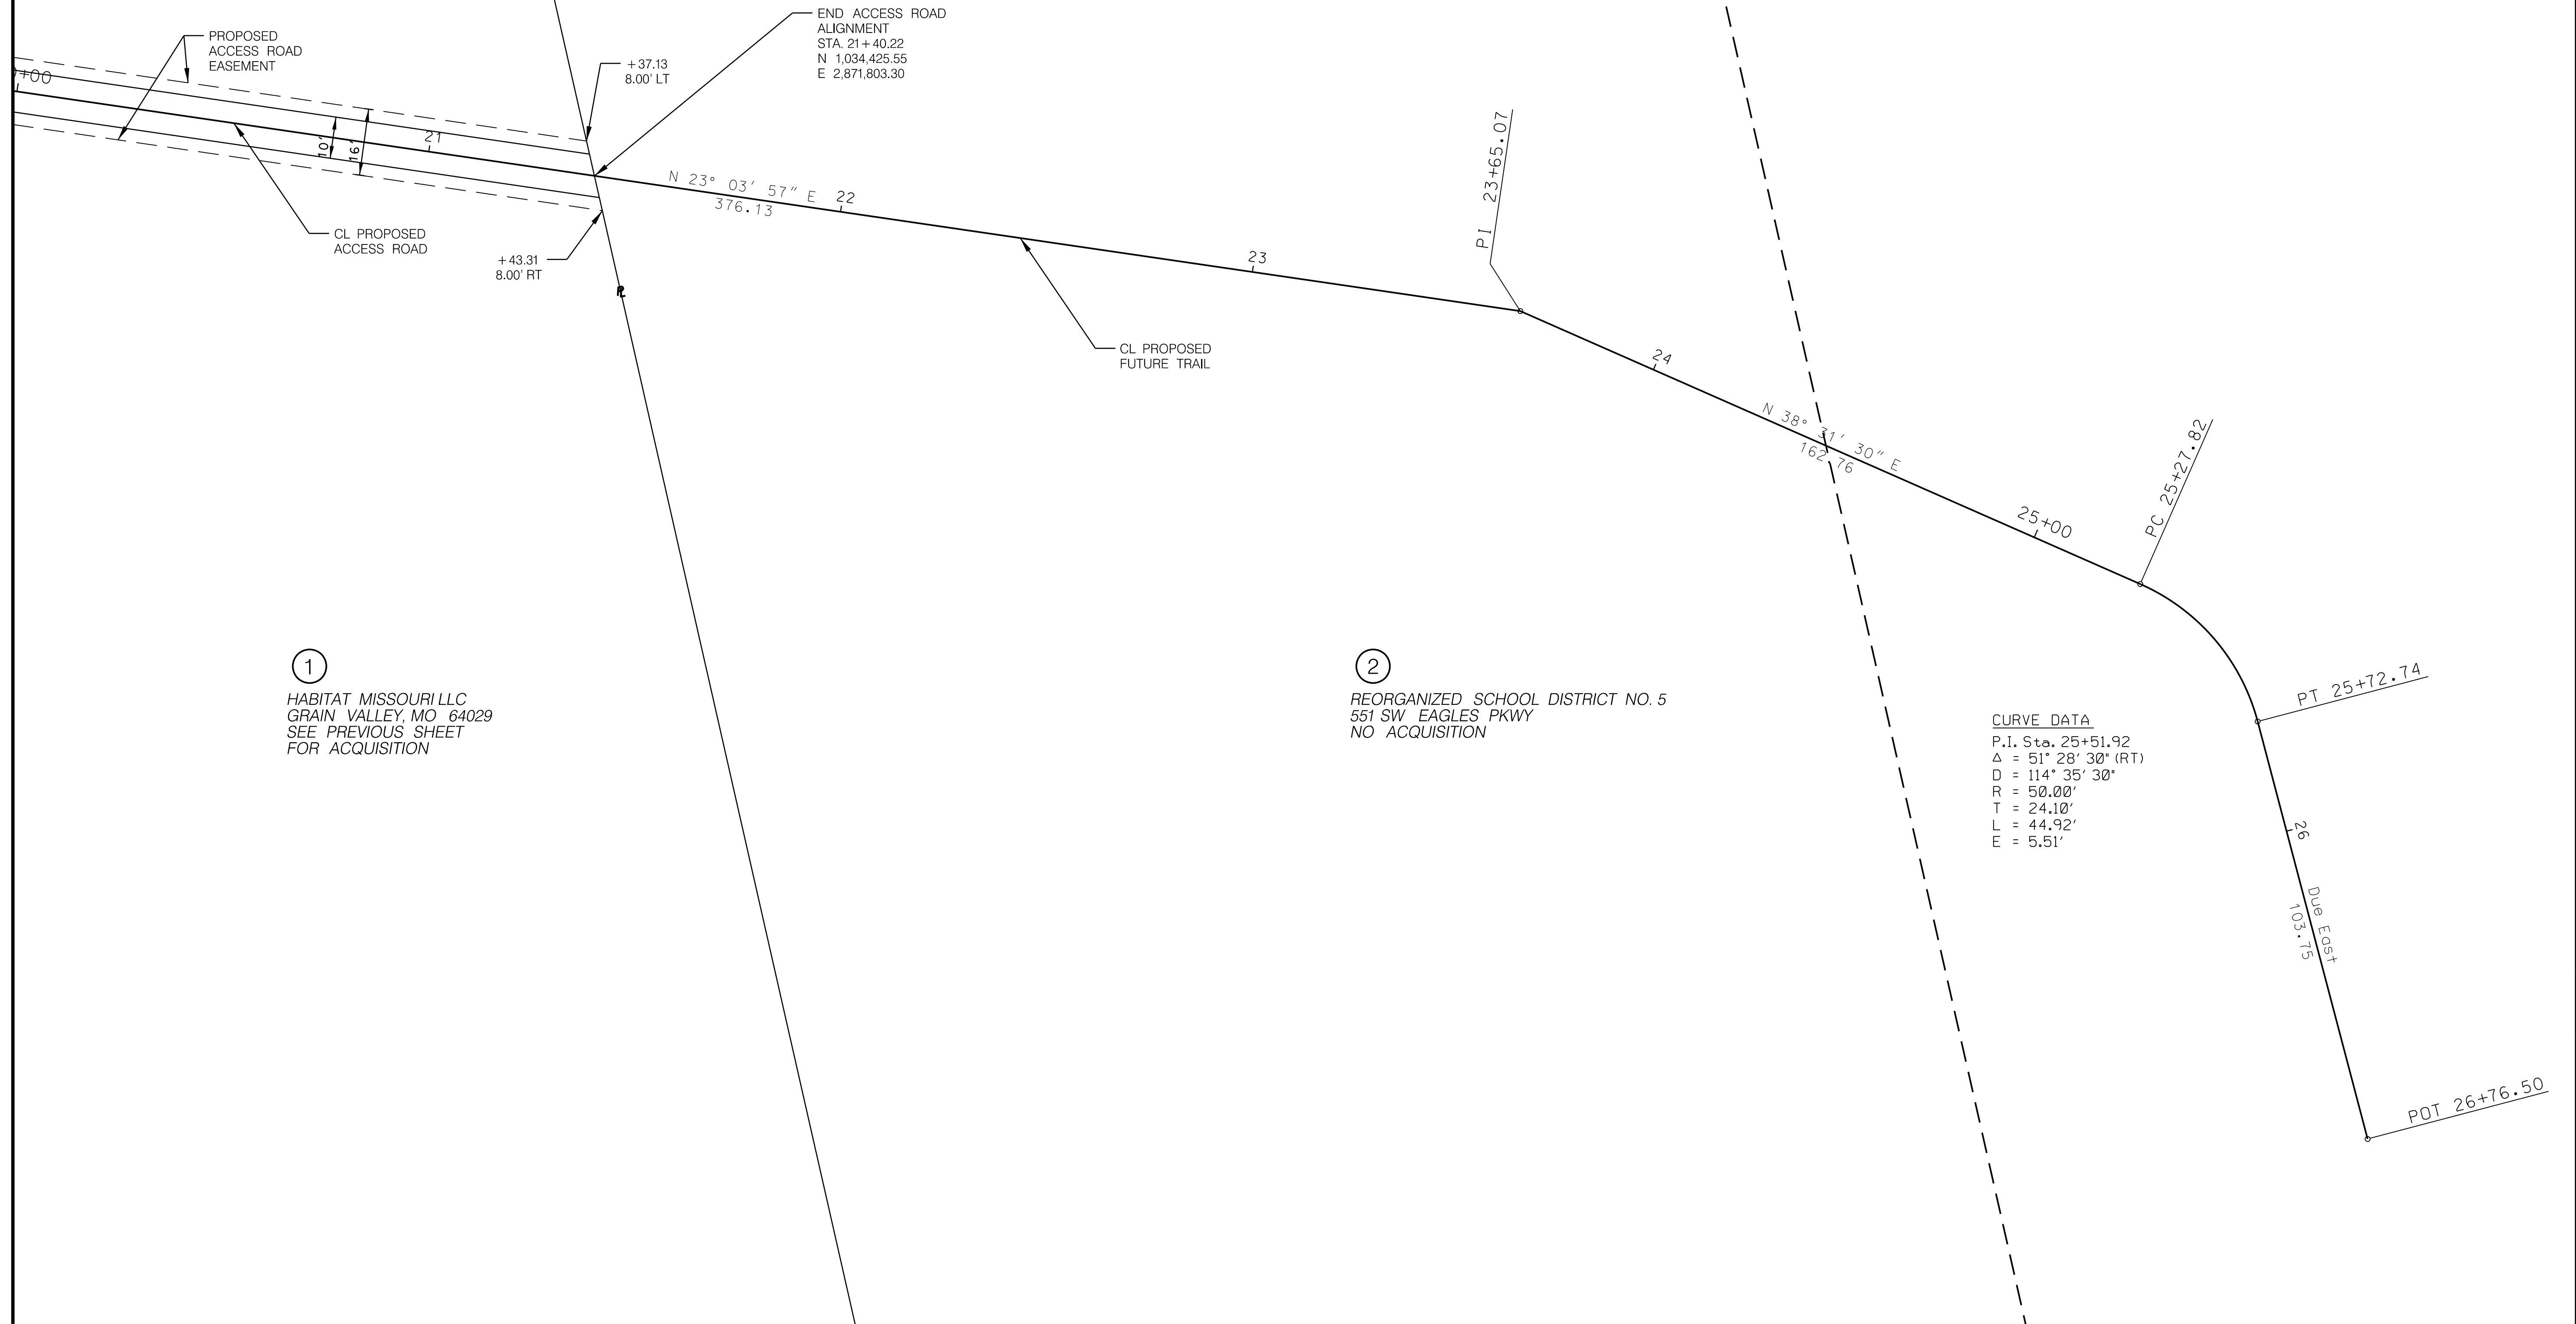 PROPOSED
ACCESS ROAD
EASEMENT
+00
END ACCESS ROAD
ALIGNMENT
STA. 21+40.22
N 1,034,425.55
E 2,871,803.30
+37.13
8.00' LT
10'
16'
21
CL PROPOSED
ACCESS ROAD
+43.31
8.00' RT
PL
N 23° 03' 57" E
376.13
22
23
CL PROPOSED
FUTURE TRAIL
PI 23+65.07
24
N 38° 31' 30" E
162.76
25+00
PC 25+27.82
PT 25+72.74
1
HABITAT MISSOURI LLC
GRAIN VALLEY, MO 64029
SEE PREVIOUS SHEET
FOR ACQUISITION
2
REORGANIZED SCHOOL DISTRICT NO. 5
551 SW EAGLES PKWY
NO ACQUISITION
CURVE DATA
P.I. Sta. 25+51.92
Δ = 51° 28' 30" (RT)
D = 114° 35' 30"
R = 50.00'
T = 24.10'
L = 44.92'
E = 5.51'
26
Due East
103.75
POT 26+76.50